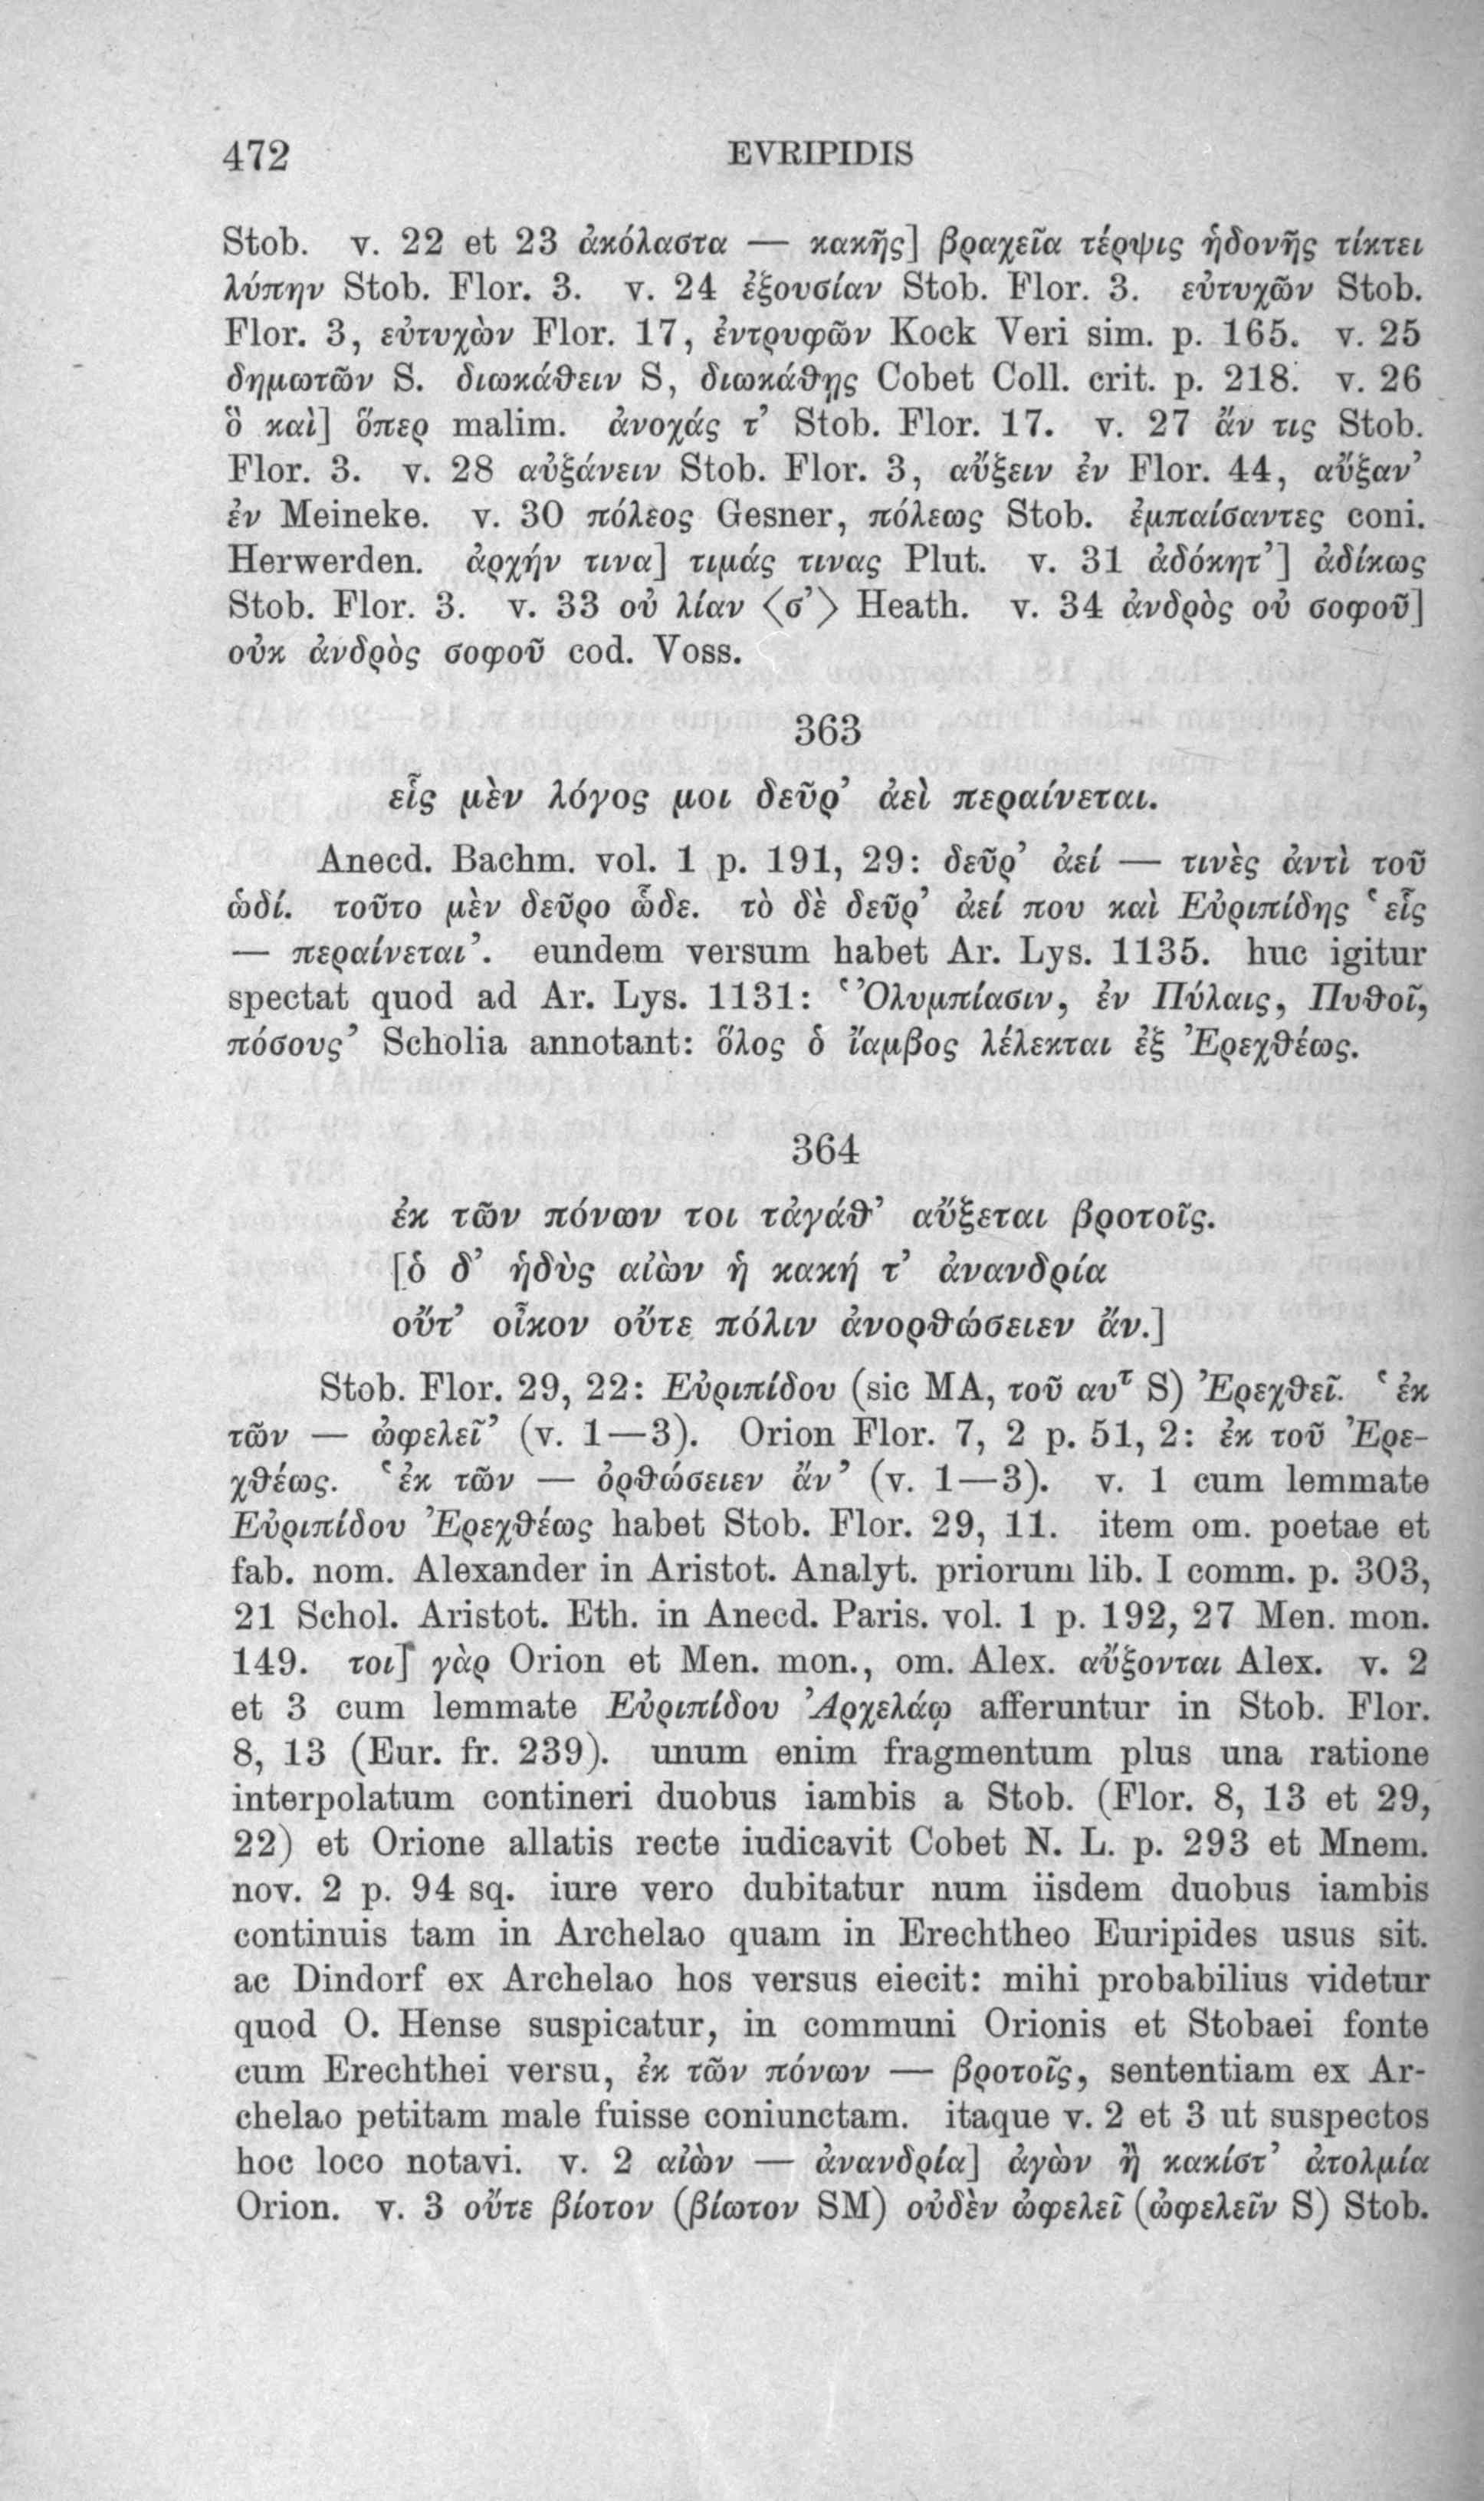 472 EVRIPIDIS
Stob. v. 22 et 23 ἀκόλαστα — κακῆς] βραχεῖα τέρψις ἡδονῆς τίκτει
λύπην Stob. Flor. 3. v. 24 ἐξουσίαν Stob. Flor. 3. εὐτυχῶν Stob.
Flor. 3, εὐτυχὼν Flor. 17, ἐντρυφῶν Kock Veri sim. p. 165. v. 25
δημωτῶν S. διωκάθειν S, διωκάθης Cobet Coll. crit. p. 218. v. 26
ὃ καὶ] ὅπερ malim. ἀνοχάς τ’ Stob. Flor. 17. v. 27 ἄν τις Stob.
Flor. 3. v. 28 αὐξάνειν Stob. Flor. 3, αὔξειν ἐν Flor. 44, αὔξαν’
ἐν Meineke. v. 30 πόλεος Gesner, πόλεως Stob. ἐμπαίσαντες coni.
Herwerden. ἀρχήν τινα] τιμάς τινας Plut. v. 31 ἀδόκητ’] ἀδίκως
Stob. Flor. 3. v. 33 οὐ λίαν ⟨σ’⟩ Heath. v. 34 ἀνδρὸς οὐ σοφοῦ]
οὐκ ἀνδρὸς σοφοῦ cod. Voss.
363
εἷς μὲν λόγος μοι δεῦρ’ ἀεὶ περαίνεται.
Anecd. Bachm. vol. 1 p. 191, 29: δεῦρ’ ἀεί — τινὲς ἀντὶ τοῦ
ὡδί. τοῦτο μὲν δεῦρο ὧδε. τὸ δὲ δεῦρ’ ἀεί που καὶ Εὐριπίδης ‘εἷς
— περαίνεται’. eundem versum habet Ar. Lys. 1135. huc igitur
spectat quod ad Ar. Lys. 1131: ‘Ὀλυμπίασιν, ἐν Πύλαις, Πυθοῖ,
πόσους’ Scholia annotant: ὅλος ὁ ἴαμβος λέλεκται ἐξ Ἐρεχθέως.
364
ἐκ τῶν πόνων τοι τἀγάθ’ αὔξεται βροτοῖς.
[ὁ δ’ ἡδὺς αἰὼν ἡ κακή τ’ ἀνανδρία
οὔτ’ οἶκον οὔτε πόλιν ἀνορθώσειεν ἄν.]
Stob. Flor. 29, 22: Εὐριπίδου (sic MA, τοῦ αυτ S) Ἐρεχθεῖ. ‘ἐκ
τῶν — ὠφελεῖ’ (v. 1—3). Orion Flor. 7, 2 p. 51, 2: ἐκ τοῦ Ἐρε-
χθέως. ‘ἐκ τῶν — ὀρθώσειεν ἄν’ (v. 1—3). v. 1 cum lemmate
Εὐριπίδου Ἐρεχθέως habet Stob. Flor. 29, 11. item om. poetae et
fab. nom. Alexander in Aristot. Analyt. priorum lib. I comm. p. 303,
21 Schol. Aristot. Eth. in Anecd. Paris. vol. 1 p. 192, 27 Men. mon.
149. τοι] γὰρ Orion et Men. mon., om. Alex. αὔξονται Alex. v. 2
et 3 cum lemmate Εὐριπίδου Ἀρχελάῳ afferuntur in Stob. Flor.
8, 13 (Eur. fr. 239). unum enim fragmentum plus una ratione
interpolatum contineri duobus iambis a Stob. (Flor. 8, 13 et 29,
22) et Orione allatis recte iudicavit Cobet N. L. p. 293 et Mnem.
nov. 2 p. 94 sq. iure vero dubitatur num iisdem duobus iambis
continuis tam in Archelao quam in Erechtheo Euripides usus sit.
ac Dindorf ex Archelao hos versus eiecit: mihi probabilius videtur
quod O. Hense suspicatur, in communi Orionis et Stobaei fonte
cum Erechthei versu, ἐκ τῶν πόνων — βροτοῖς, sententiam ex Ar-
chelao petitam male fuisse coniunctam. itaque v. 2 et 3 ut suspectos
hoc loco notavi. v. 2 αἰὼν — ἀνανδρία] ἀγὼν ἢ κακίστ’ ἀτολμία
Orion. v. 3 οὔτε βίοτον (βίωτον SM) οὐδὲν ὠφελεῖ (ὠφελεῖν S) Stob.